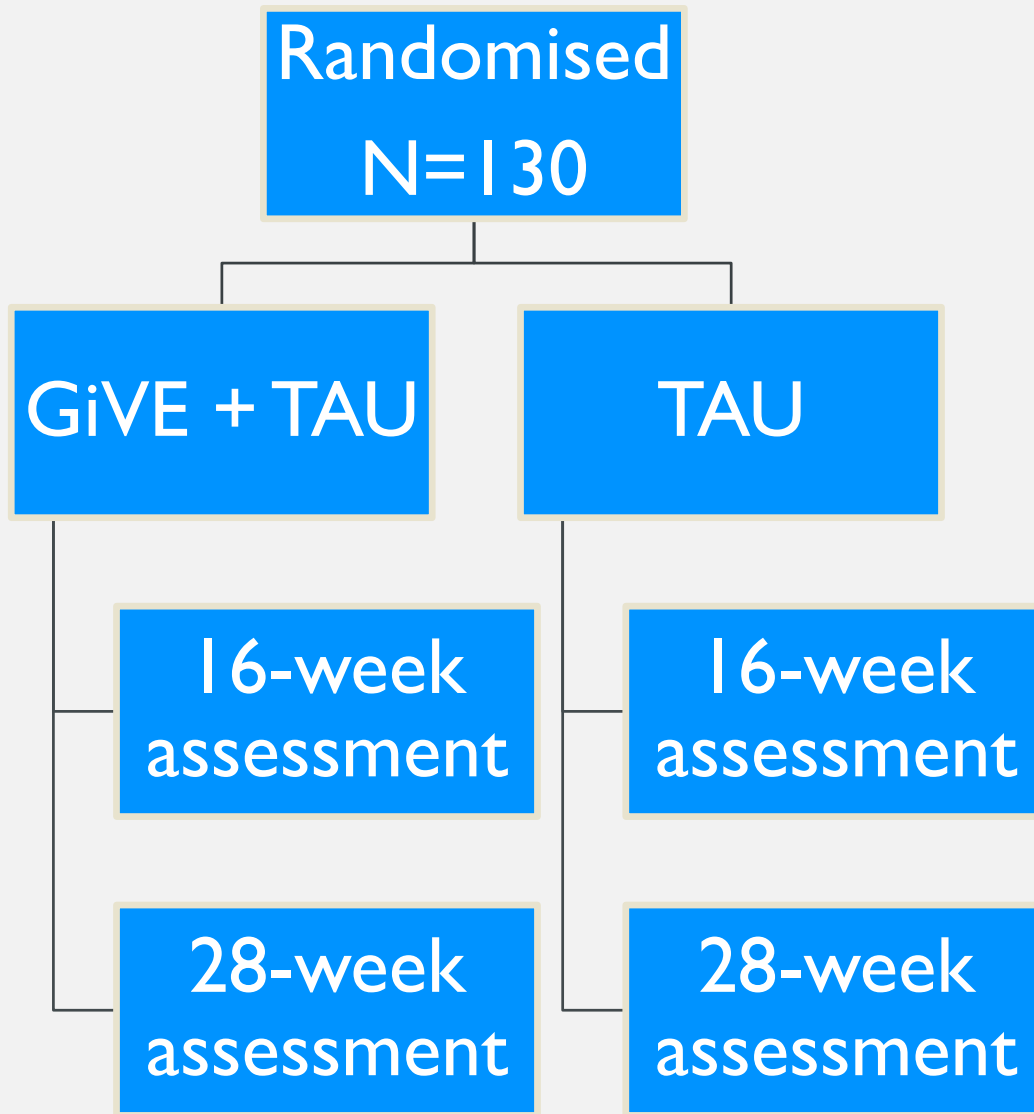 Randomised
N=130
GiVE + TAU
TAU
16-week
assessment
16-week
assessment
28-week
assessment
28-week
assessment